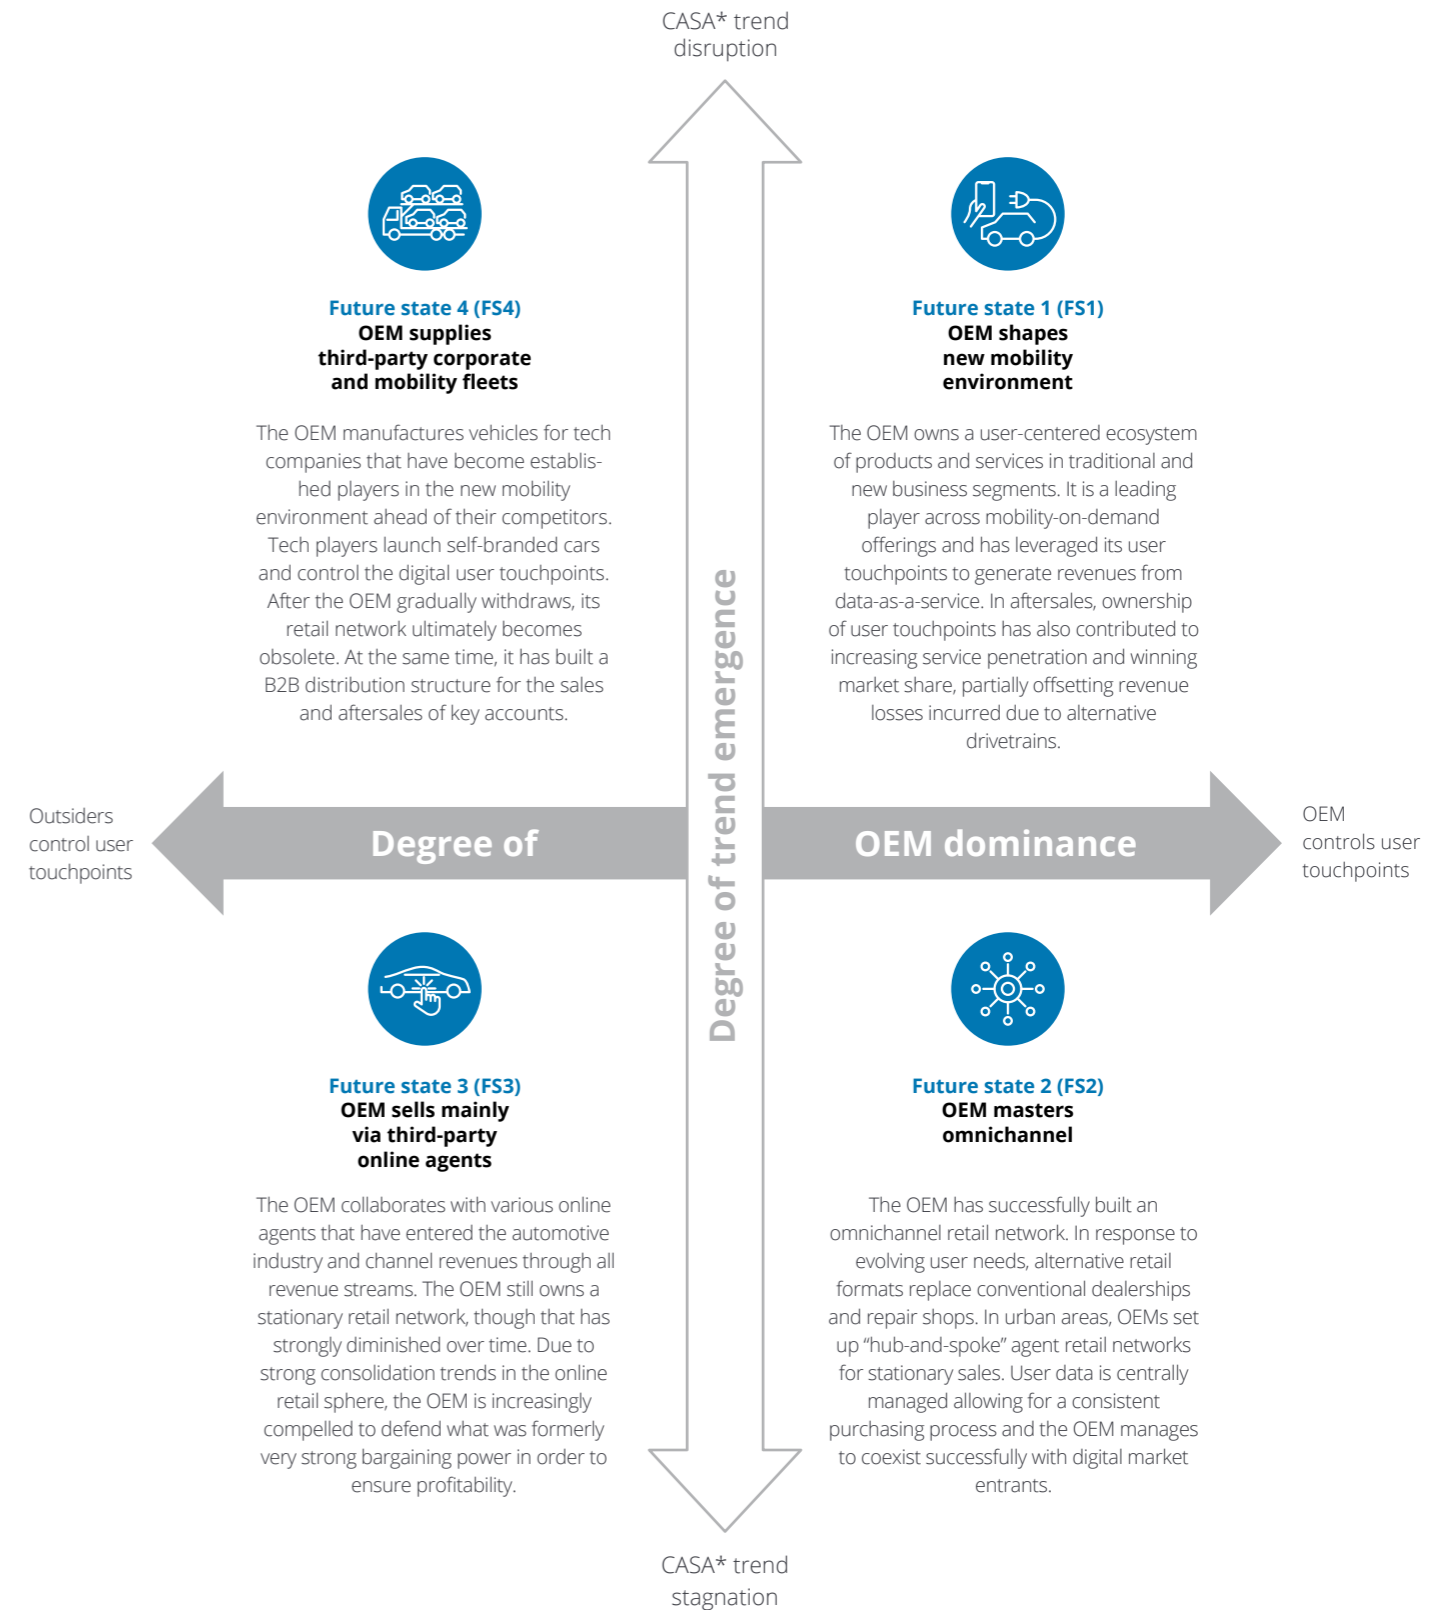 CASA* trend
disruption
Future state 4 (FS4)
OEM supplies
third-party corporate
and mobility fleets
The OEM manufactures vehicles for tech
companies that have become establis-
hed players in the new mobility
environment ahead of their competitors.
Tech players launch self-branded cars
and control the digital user touchpoints.
After the OEM gradually withdraws, its
retail network ultimately becomes
obsolete. At the same time, it has built a
B2B distribution structure for the sales
and aftersales of key accounts.
Future state 1 (FS1)
OEM shapes
new mobility
environment
The OEM owns a user-centered ecosystem
of products and services in traditional and
new business segments. It is a leading
player across mobility-on-demand
offerings and has leveraged its user
touchpoints to generate revenues from
data-as-a-service. In aftersales, ownership
of user touchpoints has also contributed to
increasing service penetration and winning
market share, partially offsetting revenue
losses incurred due to alternative
drivetrains.
Degree of trend emergence
Outsiders
control user
touchpoints
Degree of
OEM dominance
OEM
controls user
touchpoints
Future state 3 (FS3)
OEM sells mainly
via third-party
online agents
The OEM collaborates with various online
agents that have entered the automotive
industry and channel revenues through all
revenue streams. The OEM still owns a
stationary retail network, though that has
strongly diminished over time. Due to
strong consolidation trends in the online
retail sphere, the OEM is increasingly
compelled to defend what was formerly
very strong bargaining power in order to
ensure profitability.
Future state 2 (FS2)
OEM masters
omnichannel
The OEM has successfully built an
omnichannel retail network. In response to
evolving user needs, alternative retail
formats replace conventional dealerships
and repair shops. In urban areas, OEMs set
up “hub-and-spoke” agent retail networks
for stationary sales. User data is centrally
managed allowing for a consistent
purchasing process and the OEM manages
to coexist successfully with digital market
entrants.
CASA* trend
stagnation